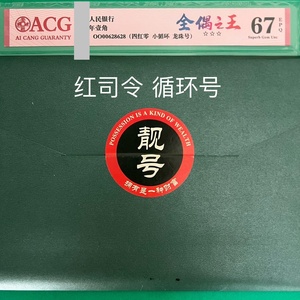 ACG
AI CANG GUARANTY
人民银行
年壹角
OO00628628（四红零 小循环 龙珠号）
全偶之王
☆☆☆
67
EPQ
Superb Gem Unc
红司令 循环号
POSSESSION IS A KIND OF WEALTH
靓号
拥有是一种财富